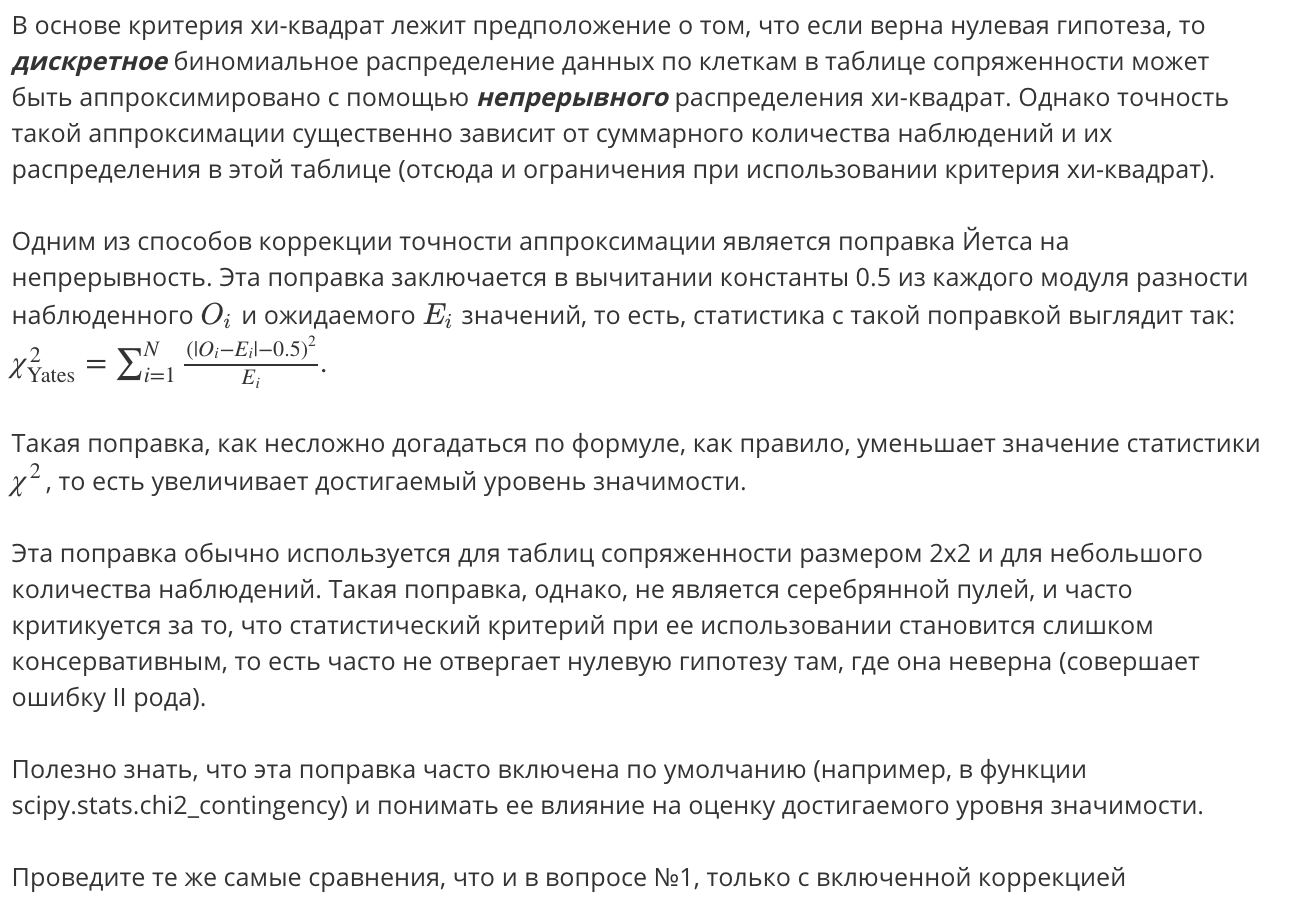 В основе критерия хи-квадрат лежит предположение о том, что если верна нулевая гипотеза, то
дискретное биномиальное распределение данных по клеткам в таблице сопряженности может
быть аппроксимировано с помощью непрерывного распределения хи-квадрат. Однако точность
такой аппроксимации существенно зависит от суммарного количества наблюдений и их
распределения в этой таблице (отсюда и ограничения при использовании критерия хи-квадрат).
Одним из способов коррекции точности аппроксимации является поправка Йетса на
непрерывность. Эта поправка заключается в вычитании константы 0.5 из каждого модуля разности
наблюденного O_i и ожидаемого E_i значений, то есть, статистика с такой поправкой выглядит так:
χ^2_Yates = ∑^N_{i=1} (|O_i−E_i|−0.5)^2 / E_i.
Такая поправка, как несложно догадаться по формуле, как правило, уменьшает значение статистики
χ^2, то есть увеличивает достигаемый уровень значимости.
Эта поправка обычно используется для таблиц сопряженности размером 2x2 и для небольшого
количества наблюдений. Такая поправка, однако, не является серебрянной пулей, и часто
критикуется за то, что статистический критерий при ее использовании становится слишком
консервативным, то есть часто не отвергает нулевую гипотезу там, где она неверна (совершает
ошибку II рода).
Полезно знать, что эта поправка часто включена по умолчанию (например, в функции
scipy.stats.chi2_contingency) и понимать ее влияние на оценку достигаемого уровня значимости.
Проведите те же самые сравнения, что и в вопросе №1, только с включенной коррекцией